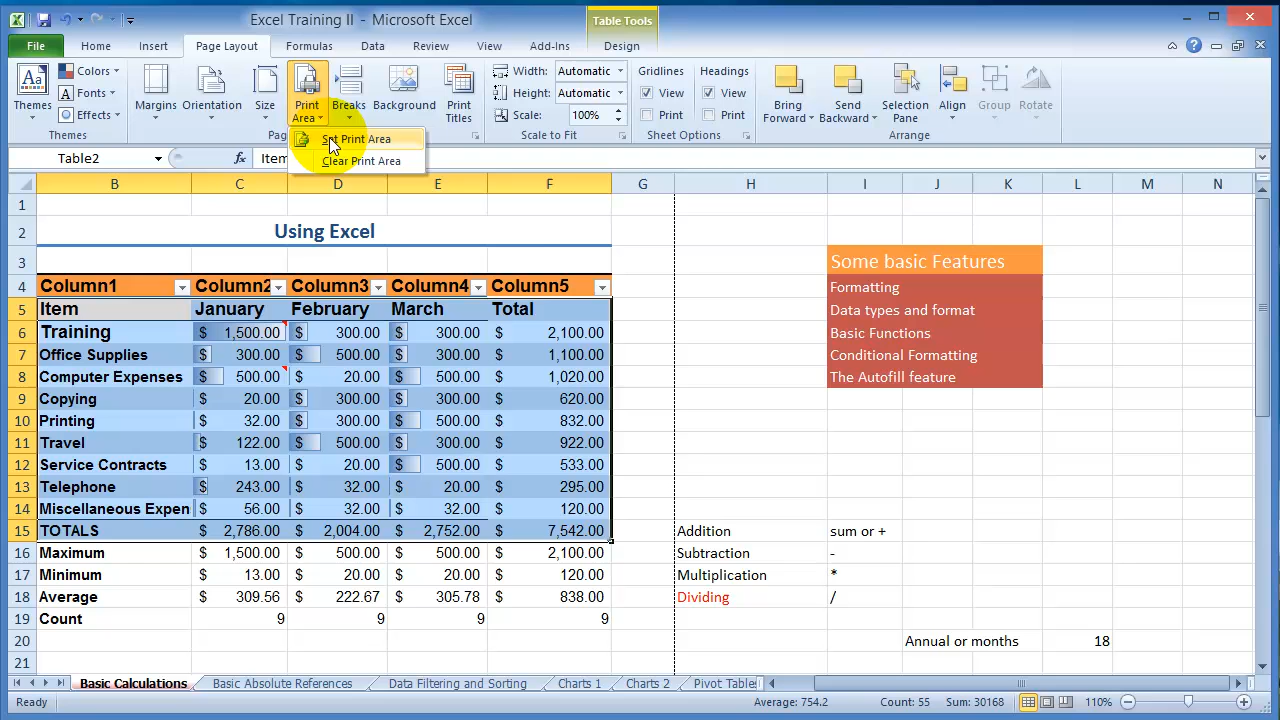 Excel Training II - Microsoft Excel
Table Tools
File Home Insert Page Layout Formulas Data Review View Add-Ins Design
Themes Colors Fonts Effects Margins Orientation Size Print Area Breaks Background Print Titles Width: Automatic Height: Automatic Scale: 100% Gridlines View Print Headings View Print Bring Forward Send Backward Selection Pane Align Group Rotate
Themes Pag Scale to Fit Sheet Options Arrange
Set Print Area
Clear Print Area
Table2 fx Item
B C D E F G H I J K L M N
1
2 Using Excel
3 Some basic Features
4 Column1 Column2 Column3 Column4 Column5 Formatting
5 Item January February March Total Data types and format
6 Training $ 1,500.00 $ 300.00 $ 300.00 $ 2,100.00 Basic Functions
7 Office Supplies $ 300.00 $ 500.00 $ 300.00 $ 1,100.00 Conditional Formatting
8 Computer Expenses $ 500.00 $ 20.00 $ 500.00 $ 1,020.00 The Autofill feature
9 Copying $ 20.00 $ 300.00 $ 300.00 $ 620.00
10 Printing $ 32.00 $ 300.00 $ 500.00 $ 832.00
11 Travel $ 122.00 $ 500.00 $ 300.00 $ 922.00
12 Service Contracts $ 13.00 $ 20.00 $ 500.00 $ 533.00
13 Telephone $ 243.00 $ 32.00 $ 20.00 $ 295.00
14 Miscellaneous Expen $ 56.00 $ 32.00 $ 32.00 $ 120.00
15 TOTALS $ 2,786.00 $ 2,004.00 $ 2,752.00 $ 7,542.00 Addition sum or +
16 Maximum $ 1,500.00 $ 500.00 $ 500.00 $ 2,100.00 Subtraction -
17 Minimum $ 13.00 $ 20.00 $ 20.00 $ 120.00 Multiplication *
18 Average $ 309.56 $ 222.67 $ 305.78 $ 838.00 Dividing /
19 Count 9 9 9 9
20 Annual or months 18
21
Basic Calculations Basic Absolute References Data Filtering and Sorting Charts 1 Charts 2 Pivot Table
Ready Average: 754.2 Count: 55 Sum: 30168 110%